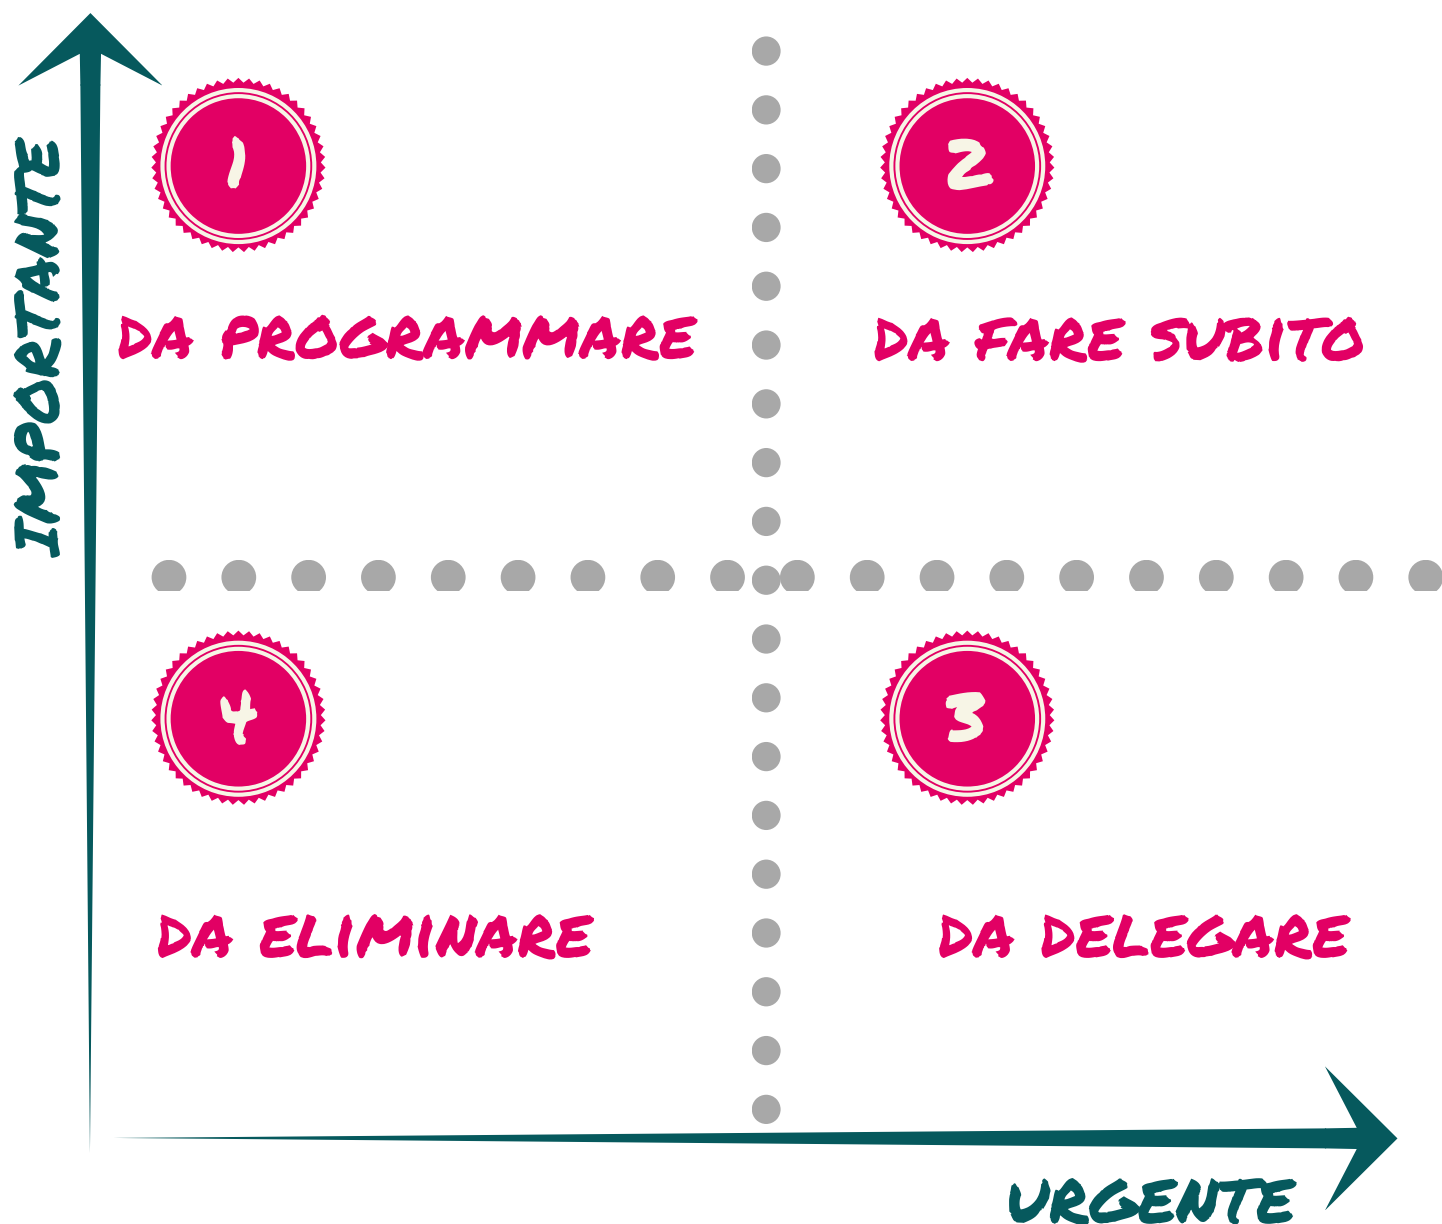 IMPORTANTE
1
DA PROGRAMMARE
2
DA FARE SUBITO
4
DA ELIMINARE
3
DA DELEGARE
URGENTE